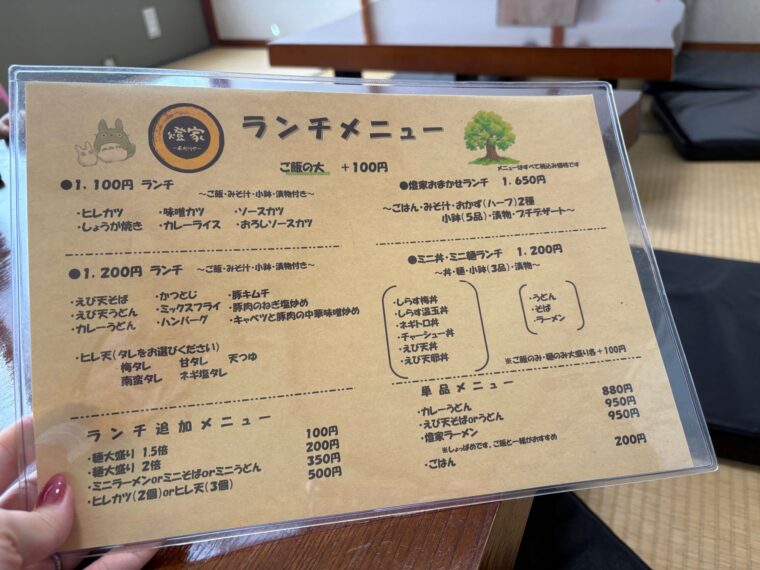 燈家
ランチメニュー
ご飯の大 +100円
メニューはすべて税込み価格です
●1.100円 ランチ
～ご飯・みそ汁・小鉢・漬物付き～
・ヒレカツ ・味噌カツ ・ソースカツ
・しょうが焼き ・カレーライス ・おろしソースカツ
●1.200円 ランチ ～ご飯・みそ汁・小鉢・漬物付き～
・えび天そば ・かつとじ ・豚キムチ
・えび天うどん ・ミックスフライ ・豚肉のねぎ塩炒め
・カレーうどん ・ハンバーグ ・キャベツと豚肉の中華味噌炒め
・ヒレ天(タレをお選びください)
梅タレ 甘タレ 天つゆ
南蛮タレ ネギ塩タレ
ランチ追加メニュー
・麺大盛り 1.5倍 100円
・麺大盛り 2倍 200円
・ミニラーメンorミニそばorミニうどん 350円
・ヒレカツ(2個)orヒレ天(3個) 500円
●燈家おまかせランチ 1.650円
～ごはん・みそ汁・おかず(ハーフ)2種
小鉢(5品)・漬物・プチデザート～
●ミニ丼・ミニ麺ランチ 1.200円
～丼・麺・小鉢(3品)・漬物～
・しらす梅丼
・しらす温玉丼
・ネギトロ丼
・チャーシュー丼
・えび天丼
・えび天卵丼
・うどん
・そば
・ラーメン
※ご飯のみ・麺のみ大盛り各+100円
単品メニュー
・カレーうどん 880円
・えび天そばorうどん 950円
・燈家ラーメン 950円
※しょっぱめです。ご飯と一緒がおすすめ
・ごはん 200円